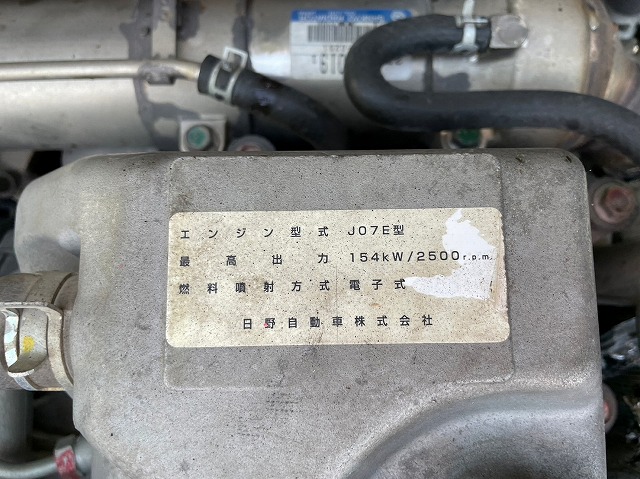 エンジン型式 J07E型
最高出力 154kW/2500r.p.m.
燃料噴射方式 電子式
日野自動車株式会社